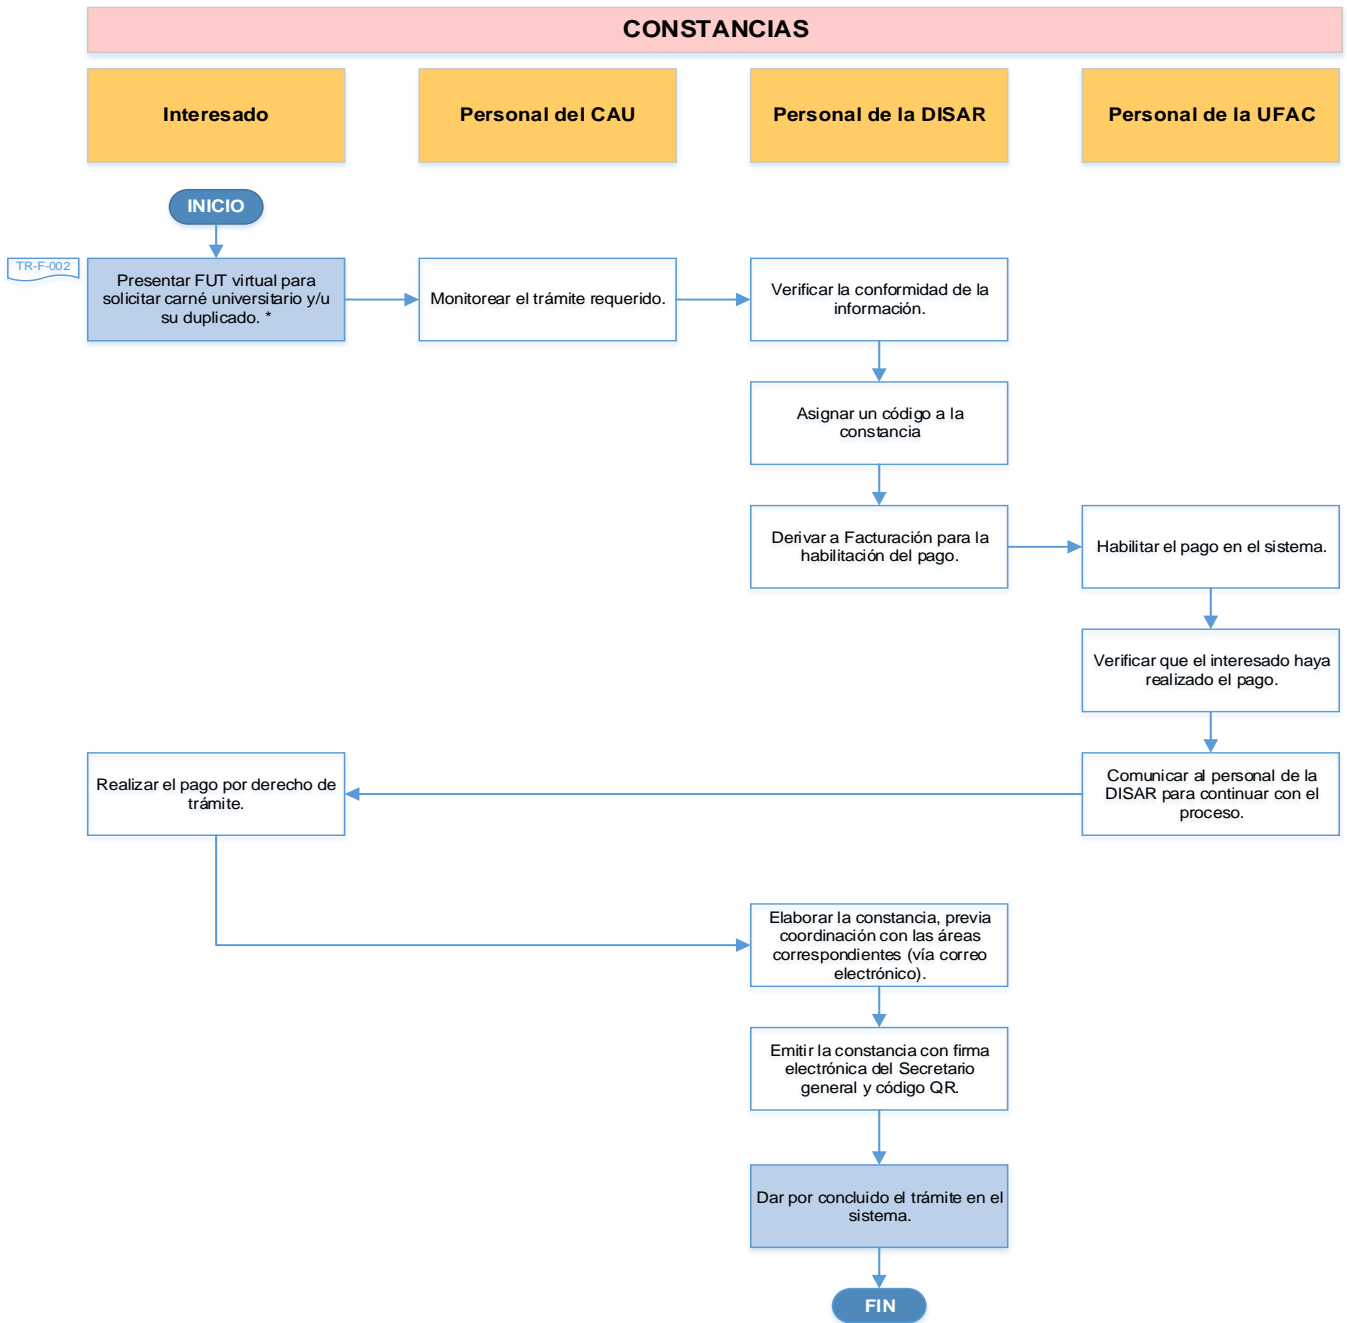 CONSTANCIAS
Interesado
Personal del CAU
Personal de la DISAR
Personal de la UFAC
INICIO
TR-F-002
Presentar FUT virtual para
solicitar carné universitario y/u
su duplicado. *
Monitorear el trámite requerido.
Verificar la conformidad de la
información.
Asignar un código a la
constancia
Derivar a Facturación para la
habilitación del pago.
Habilitar el pago en el sistema.
Verificar que el interesado haya
realizado el pago.
Comunicar al personal de la
DISAR para continuar con el
proceso.
Realizar el pago por derecho de
trámite.
Elaborar la constancia, previa
coordinación con las áreas
correspondientes (vía correo
electrónico).
Emitir la constancia con firma
electrónica del Secretario
general y código QR.
Dar por concluido el trámite en el
sistema.
FIN